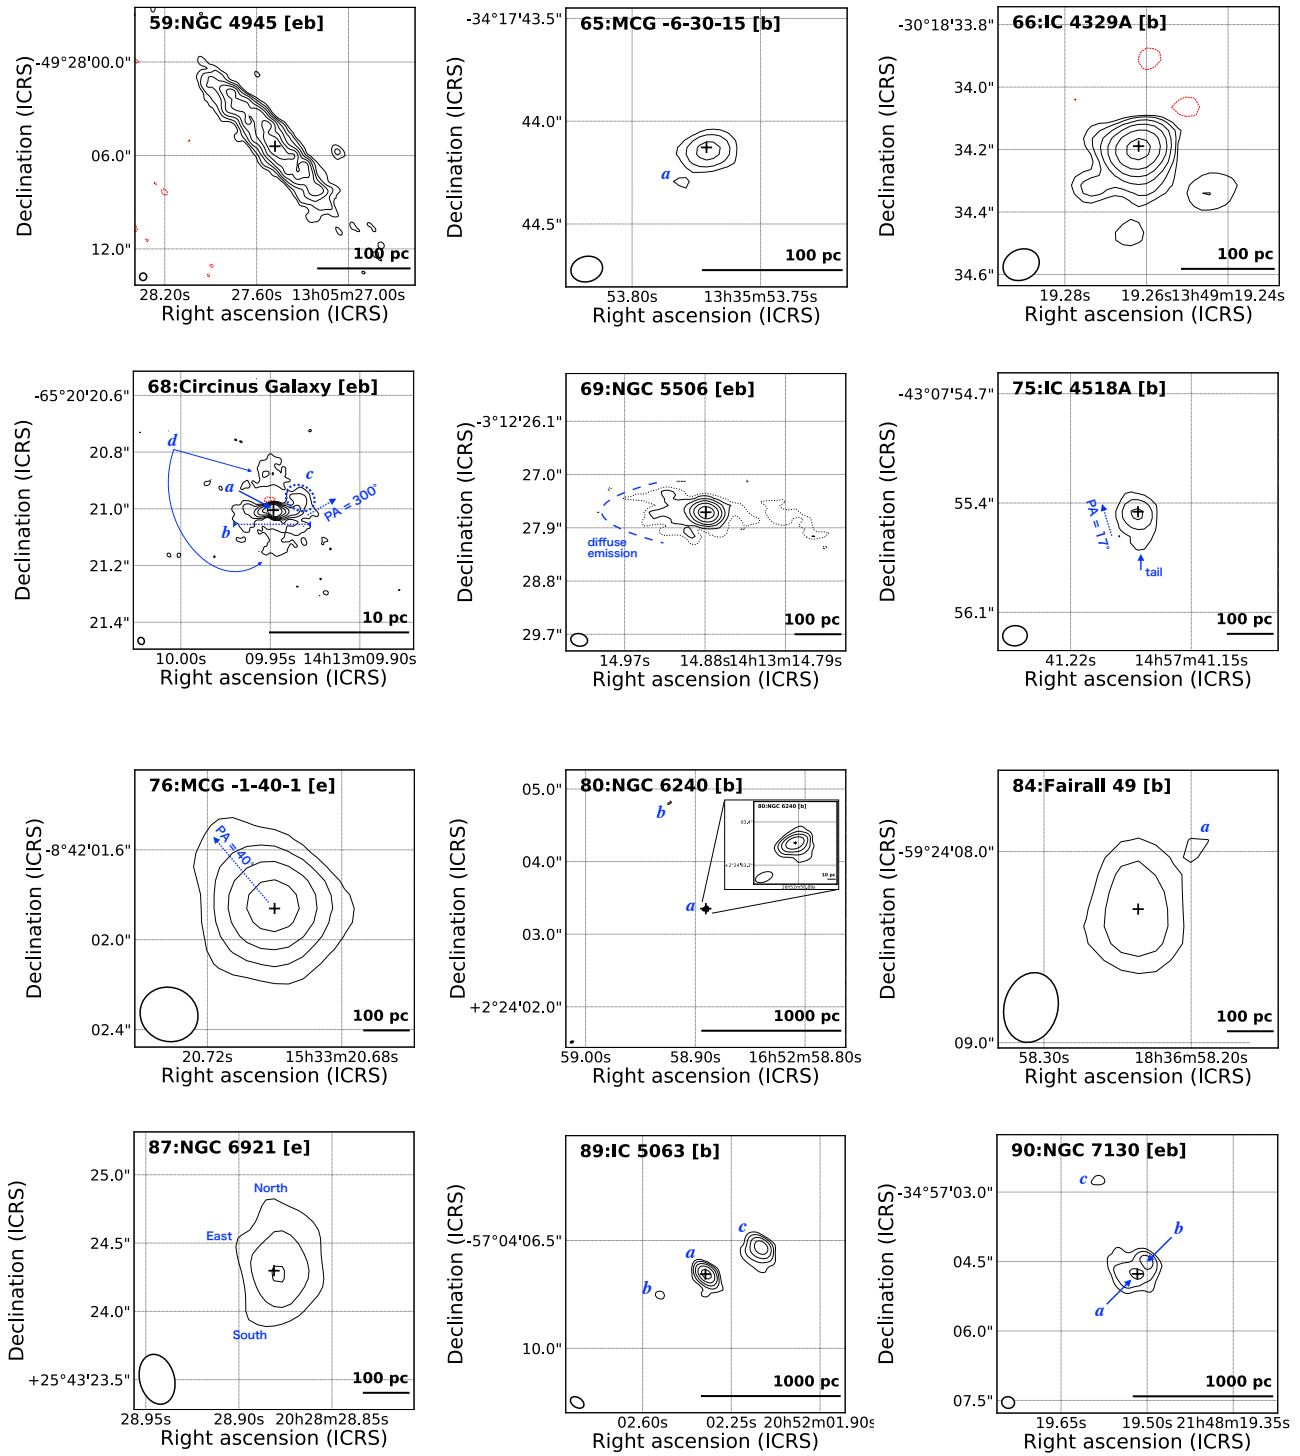 59:NGC 4945 [eb]
-49°28'00.0"
06.0"
12.0"
100 pc
28.20s 27.60s 13h05m27.00s
Right ascension (ICRS)
Declination (ICRS)
65:MCG -6-30-15 [b]
-34°17'43.5"
44.0"
44.5"
a
100 pc
53.80s 13h35m53.75s
Right ascension (ICRS)
Declination (ICRS)
66:IC 4329A [b]
-30°18'33.8"
34.0"
34.2"
34.4"
34.6"
100 pc
19.28s 19.26s 13h49m19.24s
Right ascension (ICRS)
Declination (ICRS)
68:Circinus Galaxy [eb]
-65°20'20.6"
20.8"
21.0"
21.2"
21.4"
d
c
a
b
PA = 300°
10 pc
10.00s 09.95s 14h13m09.90s
Right ascension (ICRS)
Declination (ICRS)
69:NGC 5506 [eb]
-3°12'26.1"
27.0"
27.9"
28.8"
29.7"
diffuse
emission
100 pc
14.97s 14.88s 14h13m14.79s
Right ascension (ICRS)
Declination (ICRS)
75:IC 4518A [b]
-43°07'54.7"
55.4"
56.1"
PA = 17°
tail
100 pc
41.22s 14h57m41.15s
Right ascension (ICRS)
Declination (ICRS)
76:MCG -1-40-1 [e]
-8°42'01.6"
02.0"
02.4"
PA = 40°
100 pc
20.72s 15h33m20.68s
Right ascension (ICRS)
Declination (ICRS)
80:NGC 6240 [b]
05.0"
04.0"
03.0"
+2°24'02.0"
b
a
80:NGC 6240 [b]
03.4"
+2°24'03.2"
10 pc
16h52m58.89s
1000 pc
59.00s 58.90s 16h52m58.80s
Right ascension (ICRS)
Declination (ICRS)
84:Fairall 49 [b]
-59°24'08.0"
09.0"
a
100 pc
58.30s 18h36m58.20s
Right ascension (ICRS)
Declination (ICRS)
87:NGC 6921 [e]
25.0"
24.5"
24.0"
+25°43'23.5"
North
East
South
100 pc
28.95s 28.90s 20h28m28.85s
Right ascension (ICRS)
Declination (ICRS)
89:IC 5063 [b]
-57°04'06.5"
10.0"
c
a
b
1000 pc
02.60s 02.25s 20h52m01.90s
Right ascension (ICRS)
Declination (ICRS)
90:NGC 7130 [eb]
-34°57'03.0"
04.5"
06.0"
07.5"
c
b
a
1000 pc
19.65s 19.50s 21h48m19.35s
Right ascension (ICRS)
Declination (ICRS)